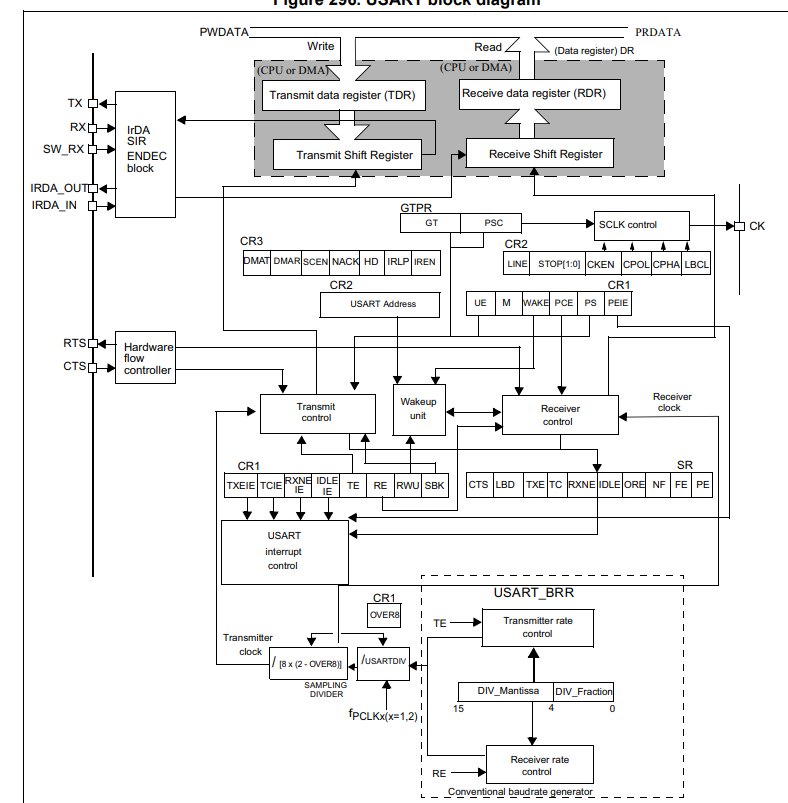 Figure 296. USART block diagram
PWDATA
PRDATA
Write
Read
(Data register) DR
(CPU or DMA)
(CPU or DMA)
Transmit data register (TDR)
Receive data register (RDR)
TX
RX
SW_RX
IRDA_OUT
IRDA_IN
IrDA
SIR
ENDEC
block
Transmit Shift Register
Receive Shift Register
GTPR
GT
PSC
SCLK control
CK
CR3
DMAT
DMAR
SCEN
NACK
HD
IRLP
IREN
CR2
LINE
STOP[1:0]
CKEN
CPOL
CPHA
LBCL
CR2
USART Address
CR1
UE
M
WAKE
PCE
PS
PEIE
RTS
CTS
Hardware
flow
controller
Transmit
control
Wakeup
unit
Receiver
control
Receiver
clock
CR1
TXEIE
TCIE
RXNE
IE
IDLE
IE
TE
RE
RWU
SBK
SR
CTS
LBD
TXE
TC
RXNE
IDLE
ORE
NF
FE
PE
USART
interrupt
control
CR1
OVER8
USART_BRR
TE
Transmitter rate
control
Transmitter
clock
/ [8 x (2 - OVER8)]
SAMPLING
DIVIDER
/USARTDIV
fPCLKx(x=1,2)
DIV_Mantissa
DIV_Fraction
15
4
0
RE
Receiver rate
control
Conventional baudrate generator